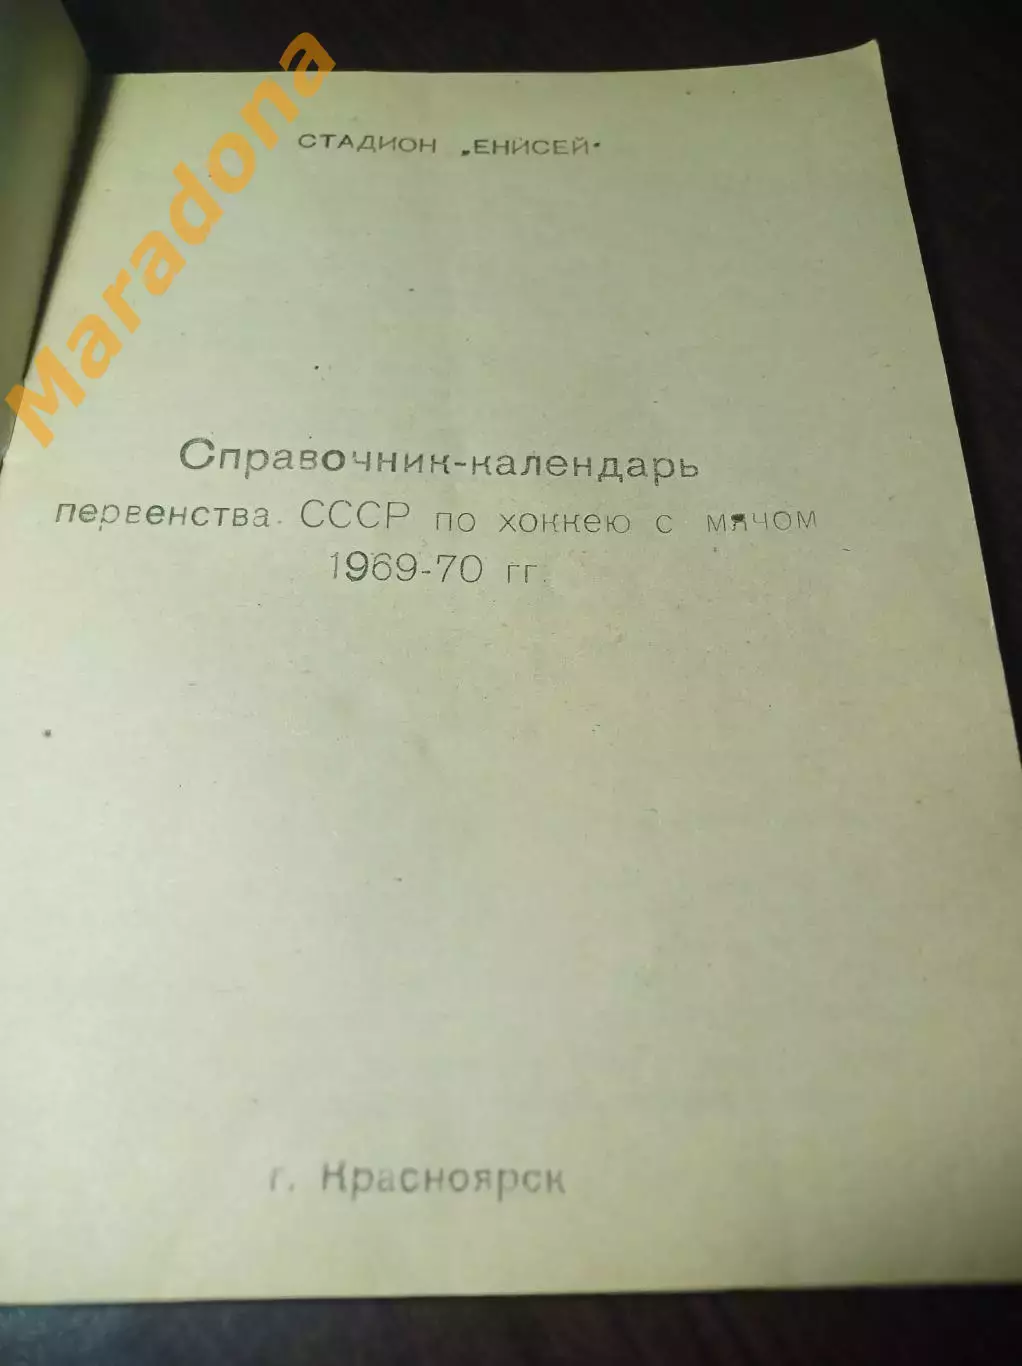 СТАДИОН „ЕНИСЕЙ“
Справочник-календарь
первенства СССР по хоккею с мячом
1969-70 гг.
г. Красноярск
Maradona